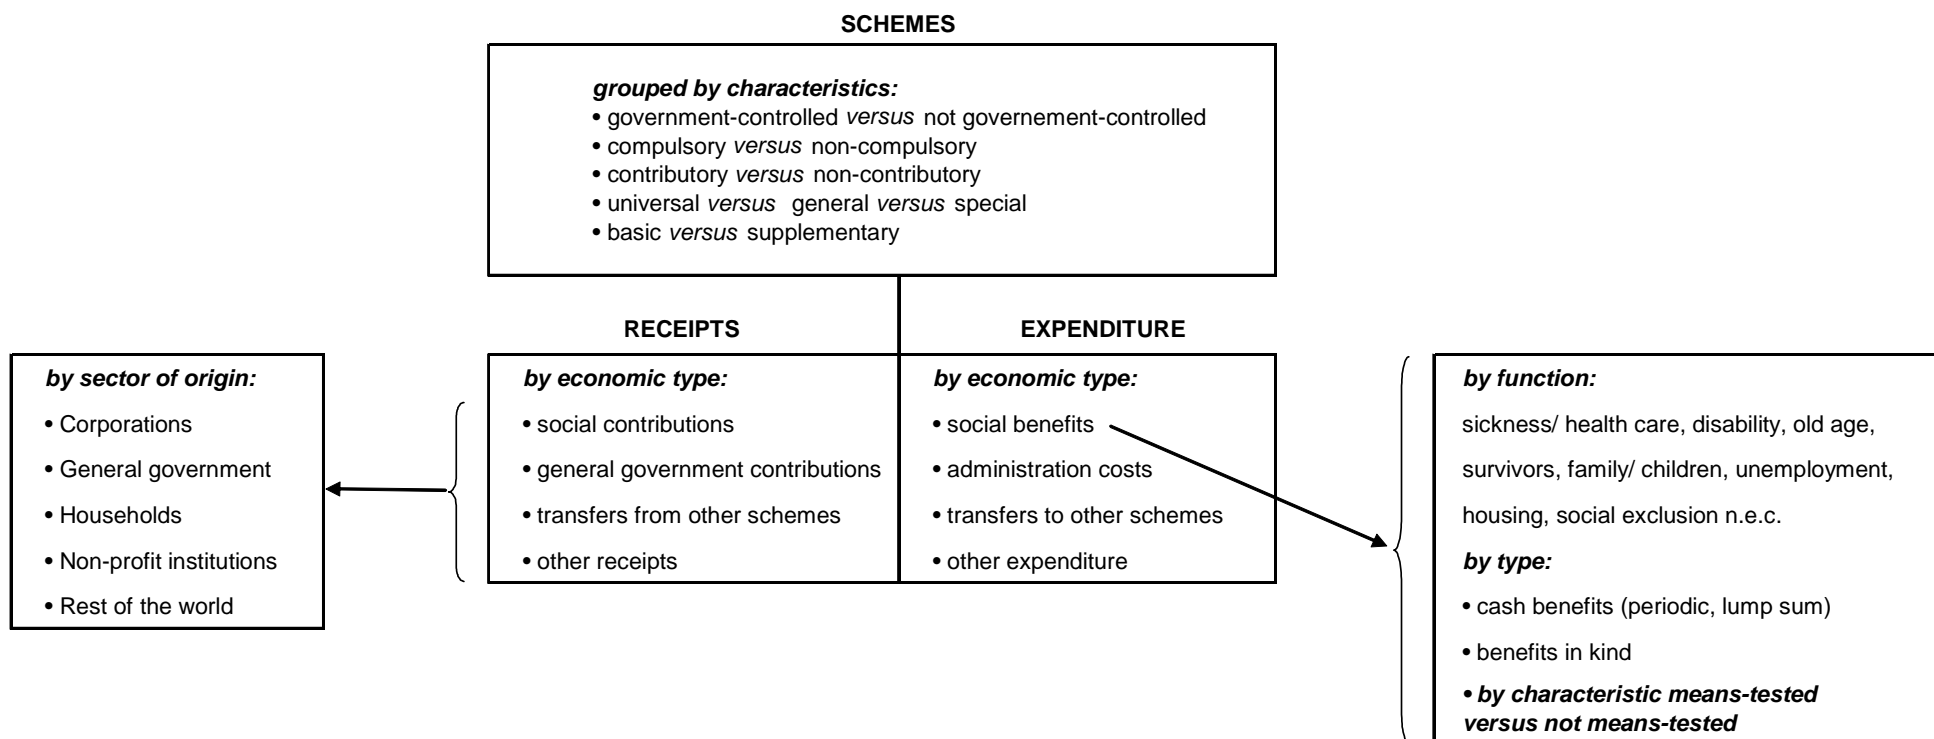 SCHEMES
grouped by characteristics:
• government-controlled versus not governement-controlled
• compulsory versus non-compulsory
• contributory versus non-contributory
• universal versus general versus special
• basic versus supplementary
RECEIPTS
EXPENDITURE
by sector of origin:
• Corporations
• General government
• Households
• Non-profit institutions
• Rest of the world
by economic type:
• social contributions
• general government contributions
• transfers from other schemes
• other receipts
by economic type:
• social benefits
• administration costs
• transfers to other schemes
• other expenditure
by function:
sickness/ health care, disability, old age,
survivors, family/ children, unemployment,
housing, social exclusion n.e.c.
by type:
• cash benefits (periodic, lump sum)
• benefits in kind
• by characteristic means-tested
versus not means-tested